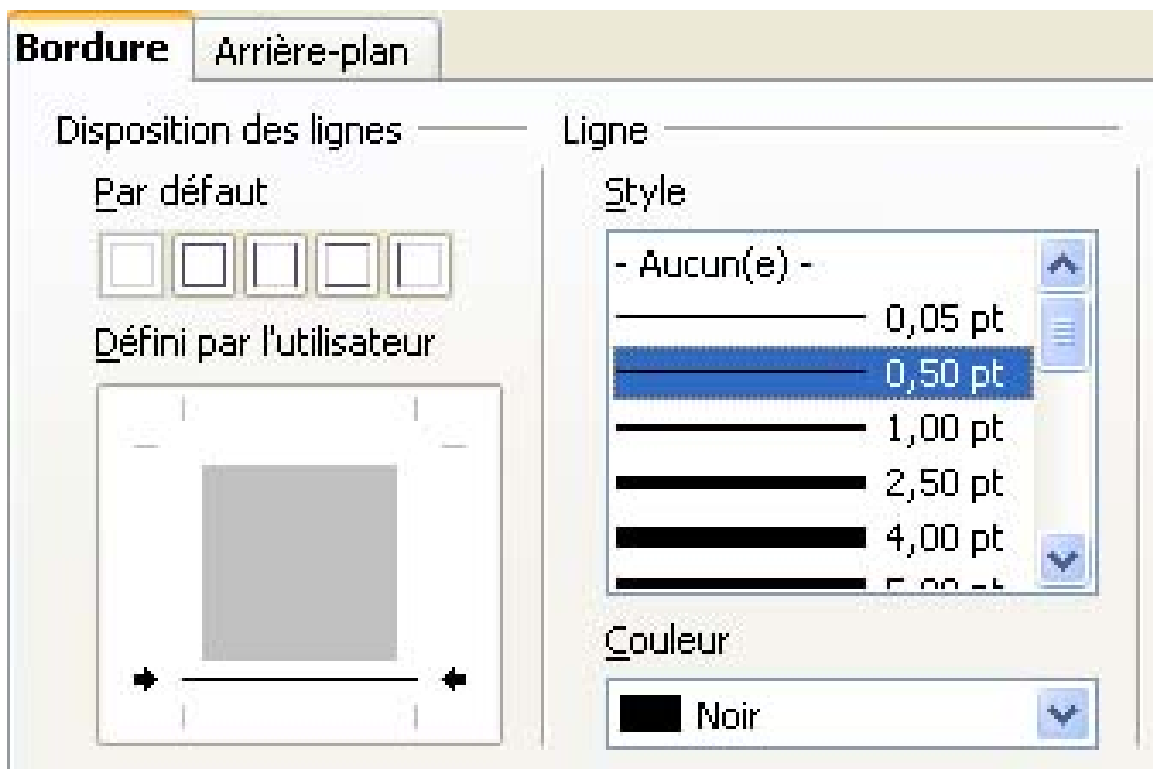 Bordure Arrière-plan
Disposition des lignes
Par défaut
Défini par l'utilisateur
Ligne
Style
- Aucun(e) -
0,05 pt
0,50 pt
1,00 pt
2,50 pt
4,00 pt
Couleur
Noir